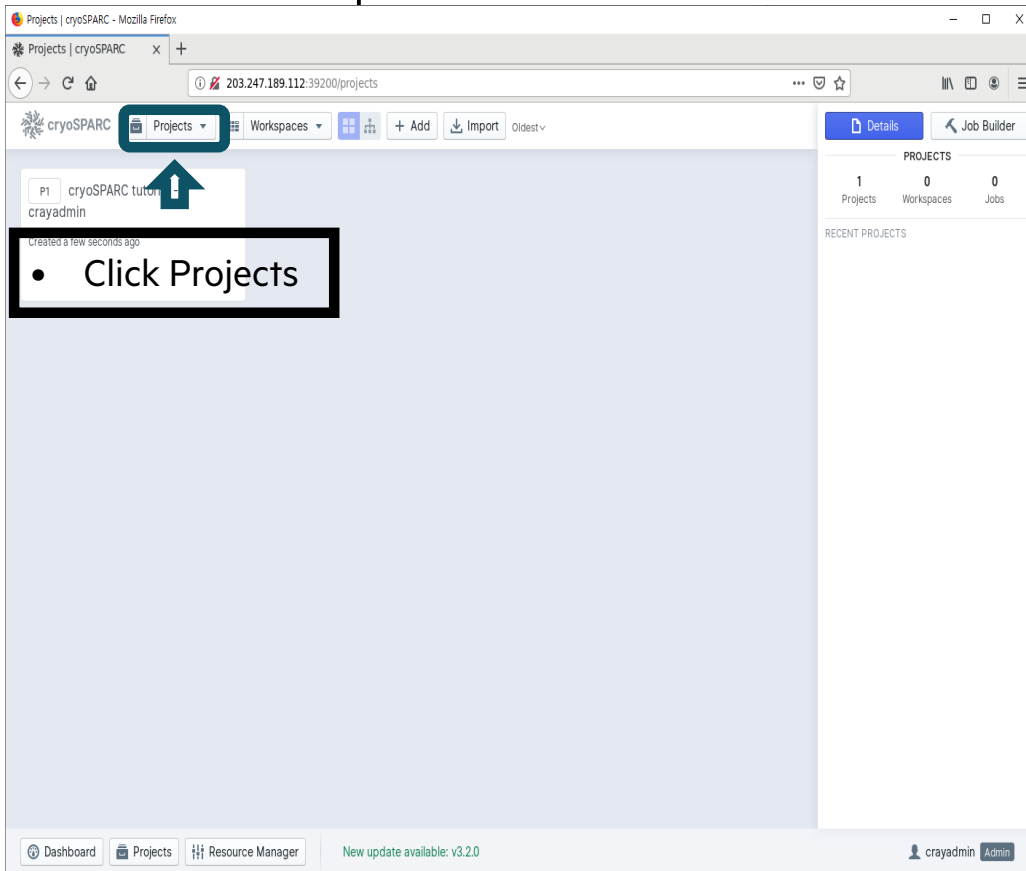 Projects | cryoSPARC - Mozilla Firefox
Projects | cryoSPARC
203.247.189.112:39200/projects
cryoSPARC Projects Workspaces + Add Import Oldest
Details Job Builder
PROJECTS
1 0 0
Projects Workspaces Jobs
RECENT PROJECTS
P1 cryoSPARC
crayadmin
Created a few seconds ago
• Click Projects
Dashboard Projects Resource Manager New update available: v3.2.0 crayadmin Admin